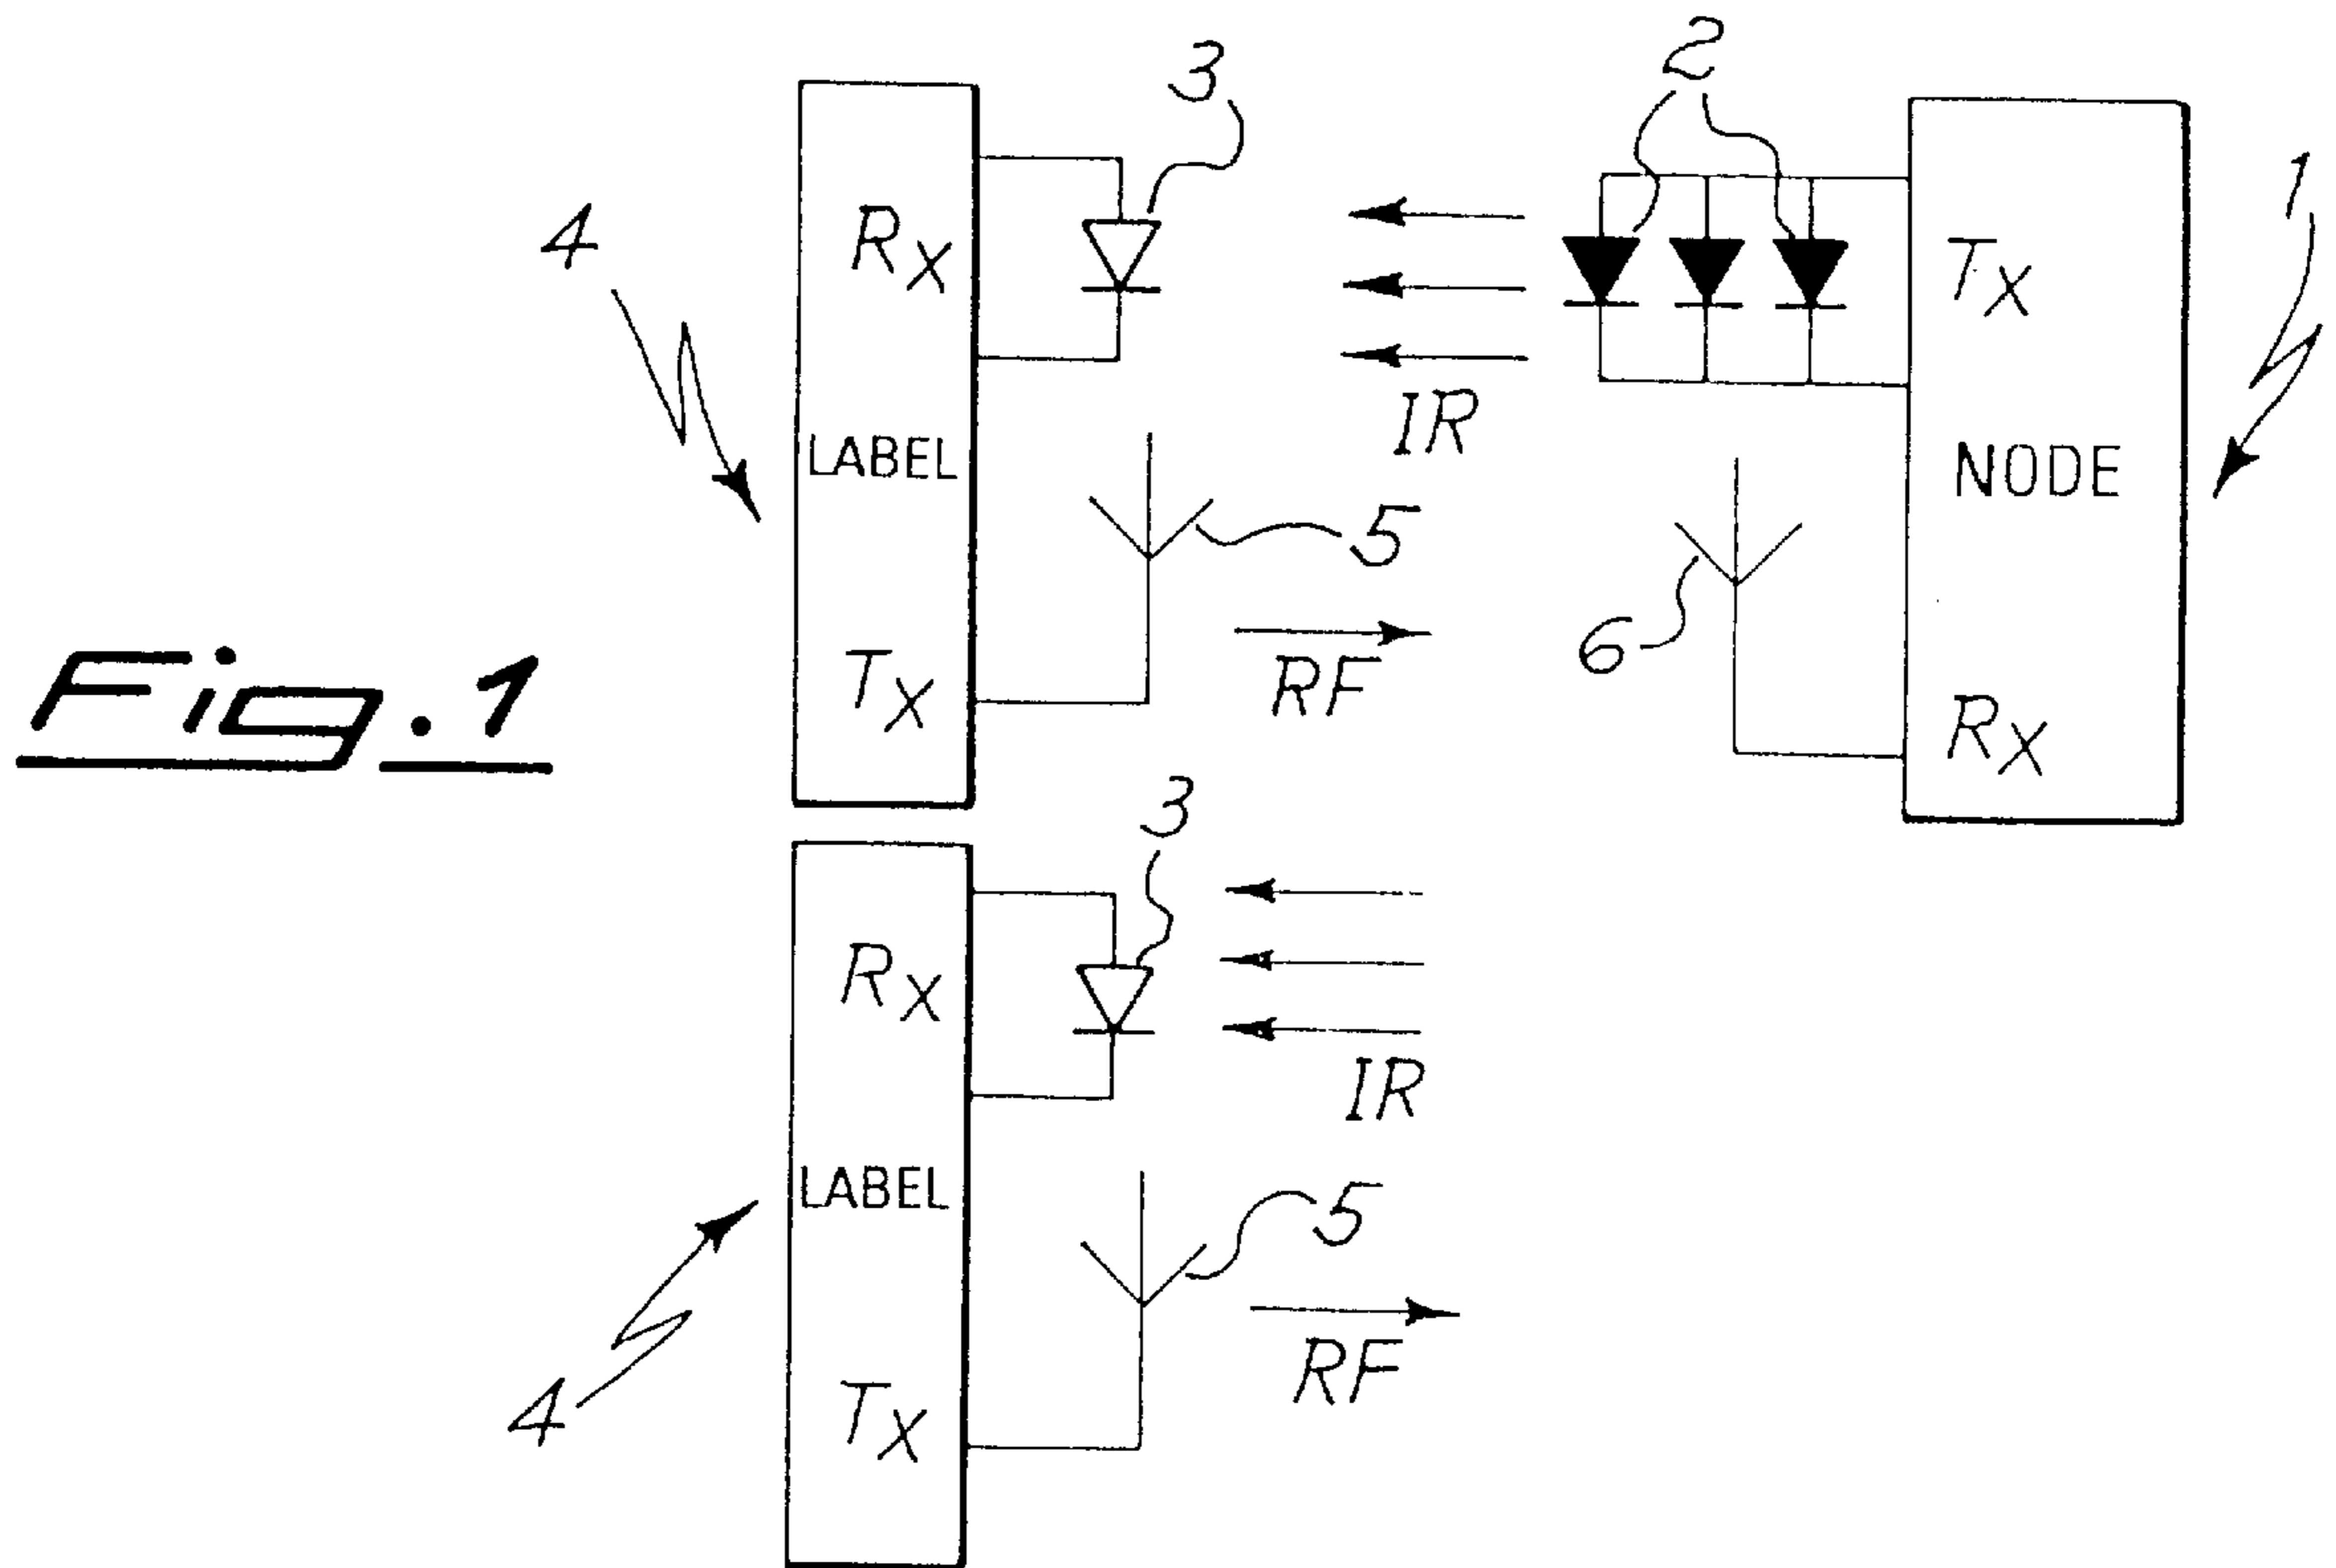 3
2
1
4
Rx
Tx
IR
LABEL
NODE
5
6
Tx
RF
Rx
Fig.1
3
Rx
IR
LABEL
5
RF
4
Tx